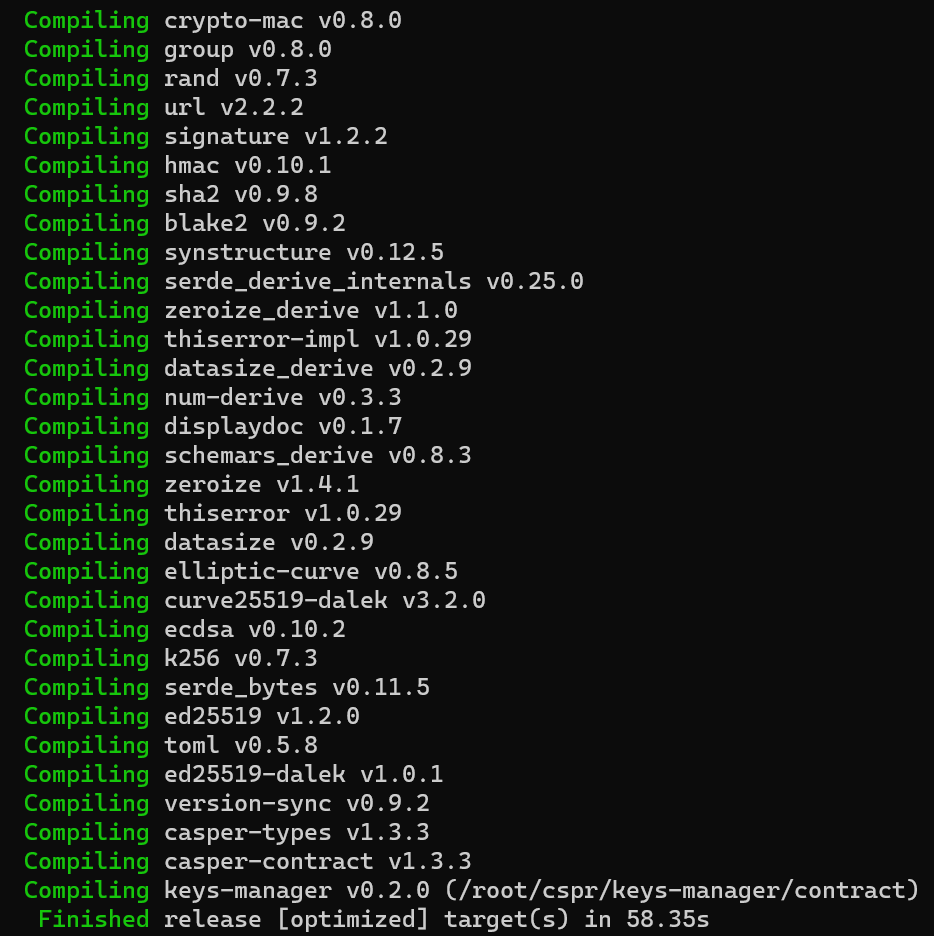 Compiling crypto-mac v0.8.0
Compiling group v0.8.0
Compiling rand v0.7.3
Compiling url v2.2.2
Compiling signature v1.2.2
Compiling hmac v0.10.1
Compiling sha2 v0.9.8
Compiling blake2 v0.9.2
Compiling synstructure v0.12.5
Compiling serde_derive_internals v0.25.0
Compiling zeroize_derive v1.1.0
Compiling thiserror-impl v1.0.29
Compiling datasize_derive v0.2.9
Compiling num-derive v0.3.3
Compiling displaydoc v0.1.7
Compiling schemars_derive v0.8.3
Compiling zeroize v1.4.1
Compiling thiserror v1.0.29
Compiling datasize v0.2.9
Compiling elliptic-curve v0.8.5
Compiling curve25519-dalek v3.2.0
Compiling ecdsa v0.10.2
Compiling k256 v0.7.3
Compiling serde_bytes v0.11.5
Compiling ed25519 v1.2.0
Compiling toml v0.5.8
Compiling ed25519-dalek v1.0.1
Compiling version-sync v0.9.2
Compiling casper-types v1.3.3
Compiling casper-contract v1.3.3
Compiling keys-manager v0.2.0 (/root/cspr/keys-manager/contract)
Finished release [optimized] target(s) in 58.35s